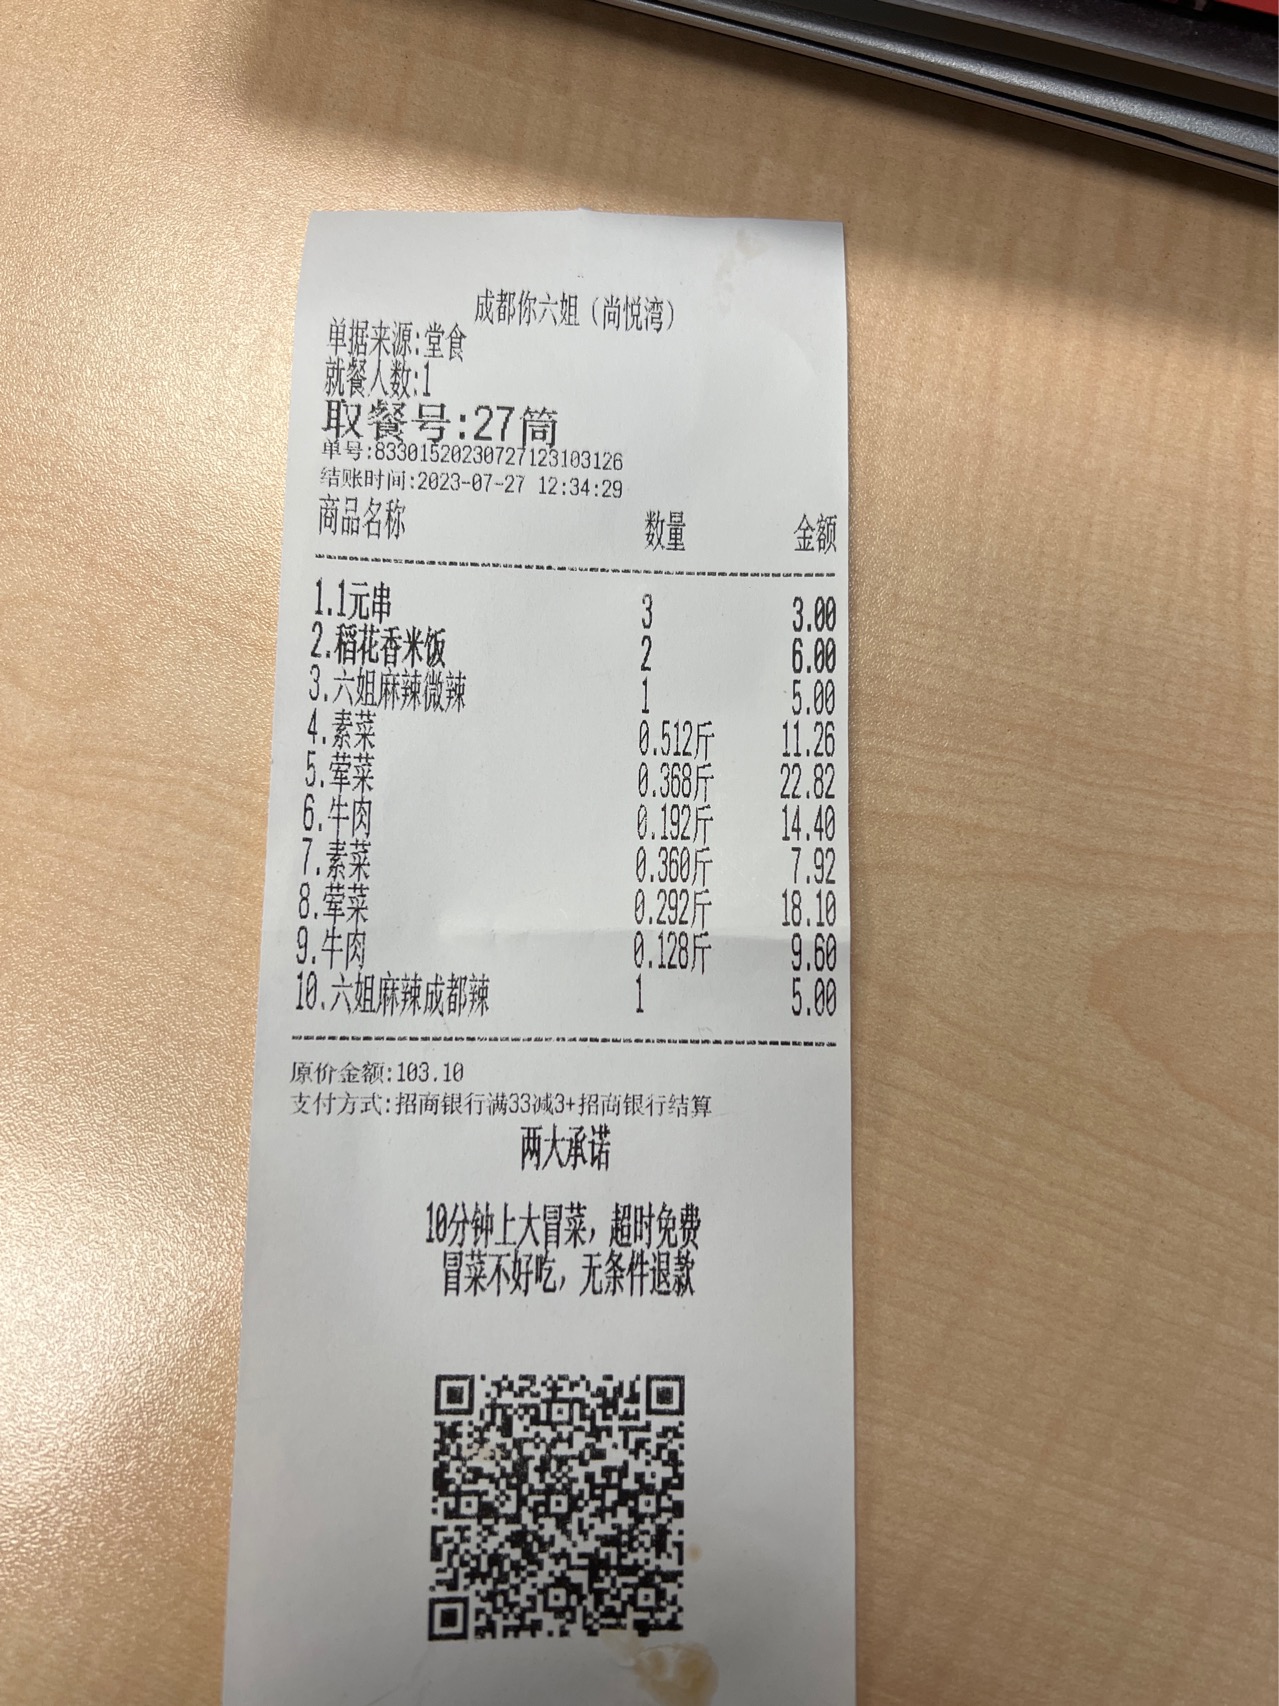 成都你六姐（尚悦湾）
单据来源:堂食
就餐人数:1
取餐号:27筒
单号:83301520230727123103126
结账时间:2023-07-27 12:34:29
商品名称 数量 金额
1.1元串 3 3.00
2.稻花香米饭 2 6.00
3.六姐麻辣微辣 1 5.00
4.素菜 0.512斤 11.26
5.荤菜 0.368斤 22.82
6.牛肉 0.192斤 14.40
7.素菜 0.360斤 7.92
8.荤菜 0.292斤 18.10
9.牛肉 0.128斤 9.60
10.六姐麻辣成都辣 1 5.00
原价金额:103.10
支付方式:招商银行满33减3+招商银行结算
两大承诺
10分钟上大冒菜，超时免费
冒菜不好吃，无条件退款